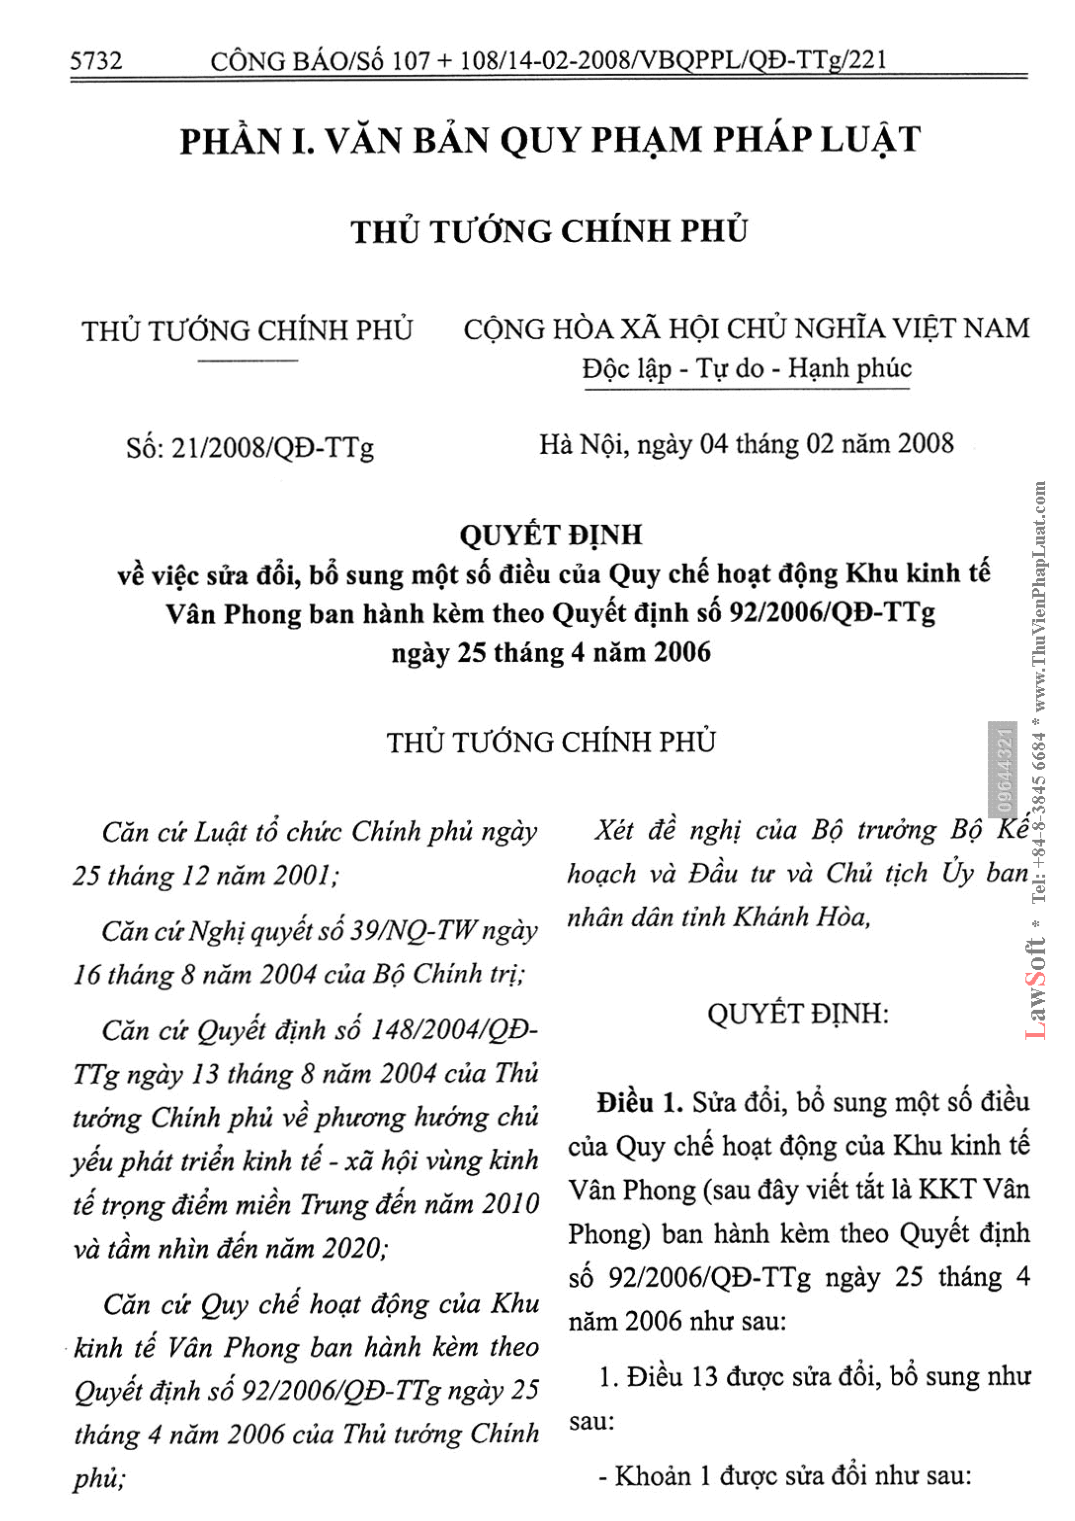 5732 CÔNG BÁO/Số 107 + 108/14-02-2008/VBQPPL/QĐ-TTg/221
PHẦN I. VĂN BẢN QUY PHẠM PHÁP LUẬT
THỦ TƯỚNG CHÍNH PHỦ
THỦ TƯỚNG CHÍNH PHỦ
CỘNG HÒA XÃ HỘI CHỦ NGHĨA VIỆT NAM
Độc lập - Tự do - Hạnh phúc
Số: 21/2008/QĐ-TTg
Hà Nội, ngày 04 tháng 02 năm 2008
QUYẾT ĐỊNH
về việc sửa đổi, bổ sung một số điều của Quy chế hoạt động Khu kinh tế
Vân Phong ban hành kèm theo Quyết định số 92/2006/QĐ-TTg
ngày 25 tháng 4 năm 2006
THỦ TƯỚNG CHÍNH PHỦ
Căn cứ Luật tổ chức Chính phủ ngày
25 tháng 12 năm 2001;
Căn cứ Nghị quyết số 39/NQ-TW ngày
16 tháng 8 năm 2004 của Bộ Chính trị;
Căn cứ Quyết định số 148/2004/QĐ-
TTg ngày 13 tháng 8 năm 2004 của Thủ
tướng Chính phủ về phương hướng chủ
yếu phát triển kinh tế - xã hội vùng kinh
tế trọng điểm miền Trung đến năm 2010
và tầm nhìn đến năm 2020;
Căn cứ Quy chế hoạt động của Khu
kinh tế Vân Phong ban hành kèm theo
Quyết định số 92/2006/QĐ-TTg ngày 25
tháng 4 năm 2006 của Thủ tướng Chính
phủ;
Xét đề nghị của Bộ trưởng Bộ Kế
hoạch và Đầu tư và Chủ tịch Ủy ban
nhân dân tỉnh Khánh Hòa,
QUYẾT ĐỊNH:
Điều 1. Sửa đổi, bổ sung một số điều
của Quy chế hoạt động của Khu kinh tế
Vân Phong (sau đây viết tắt là KKT Vân
Phong) ban hành kèm theo Quyết định
số 92/2006/QĐ-TTg ngày 25 tháng 4
năm 2006 như sau:
1. Điều 13 được sửa đổi, bổ sung như
sau:
- Khoản 1 được sửa đổi như sau:
09644321
LawSoft * Tel: +84-8-3845 6684 * www.ThuVienPhapLuat.com